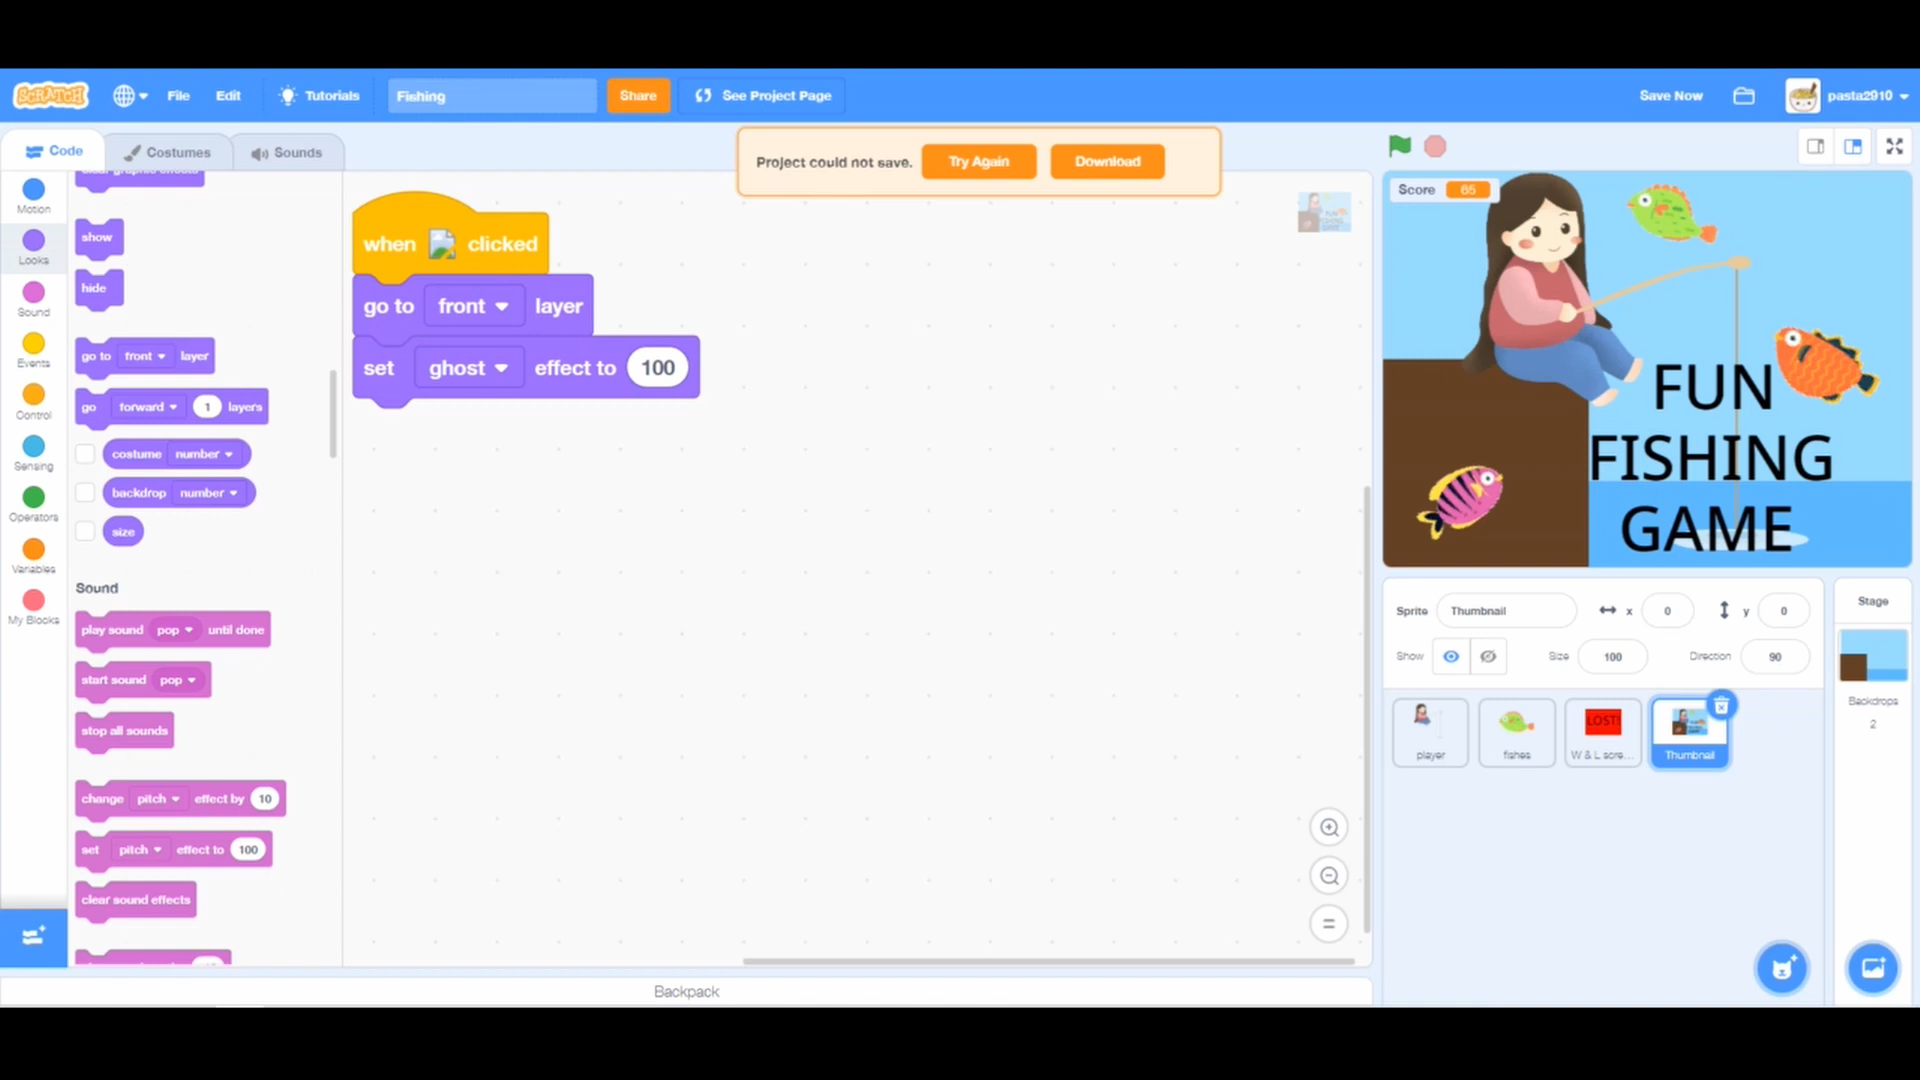 SCRATCH
File
Edit
Tutorials
Fishing
Share
See Project Page
Save Now
pasta2910
Code
Costumes
Sounds
Project could not save.
Try Again
Download
Motion
Looks
Sound
Events
Control
Sensing
Operators
Variables
My Blocks
show
hide
go to front layer
go forward 1 layers
costume number
backdrop number
size
Sound
play sound pop until done
start sound pop
stop all sounds
change pitch effect by 10
set pitch effect to 100
clear sound effects
when clicked
go to front layer
set ghost effect to 100
Backpack
Score 65
FUN
FISHING
GAME
Sprite Thumbnail x 0 y 0
Show Size 100 Direction 90
player
fishes
LOST!
W & L scre...
Thumbnail
Stage
Backdrops
2